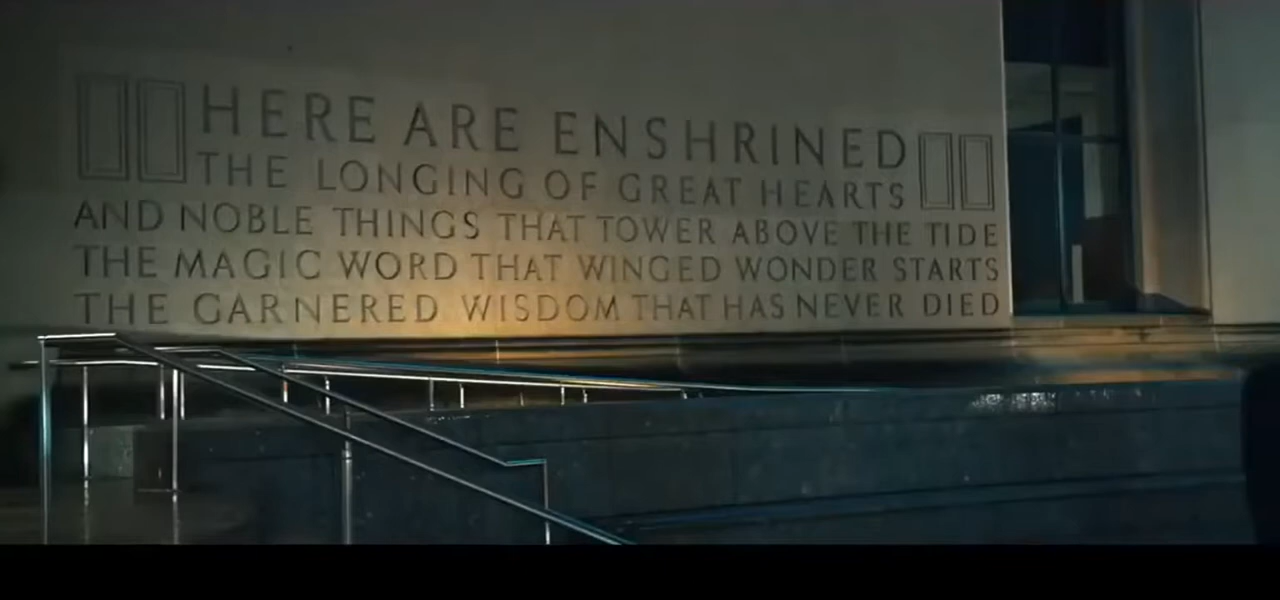 HERE ARE ENSHRINED
THE LONGING OF GREAT HEARTS
AND NOBLE THINGS THAT TOWER ABOVE THE TIDE
THE MAGIC WORD THAT WINGED WONDER STARTS
THE GARNERED WISDOM THAT HAS NEVER DIED